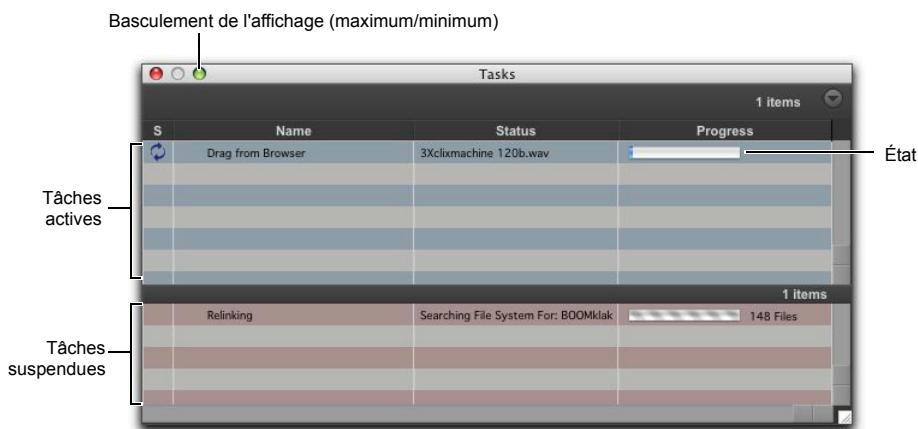 Basculement de l'affichage (maximum/minimum)
Tasks
1 items
S Name Status Progress
Drag from Browser 3Xclixmachine 120b.wav
État
Tâches
actives
1 items
Relinking Searching File System For: BOOMklak 148 Files
Tâches
suspendues